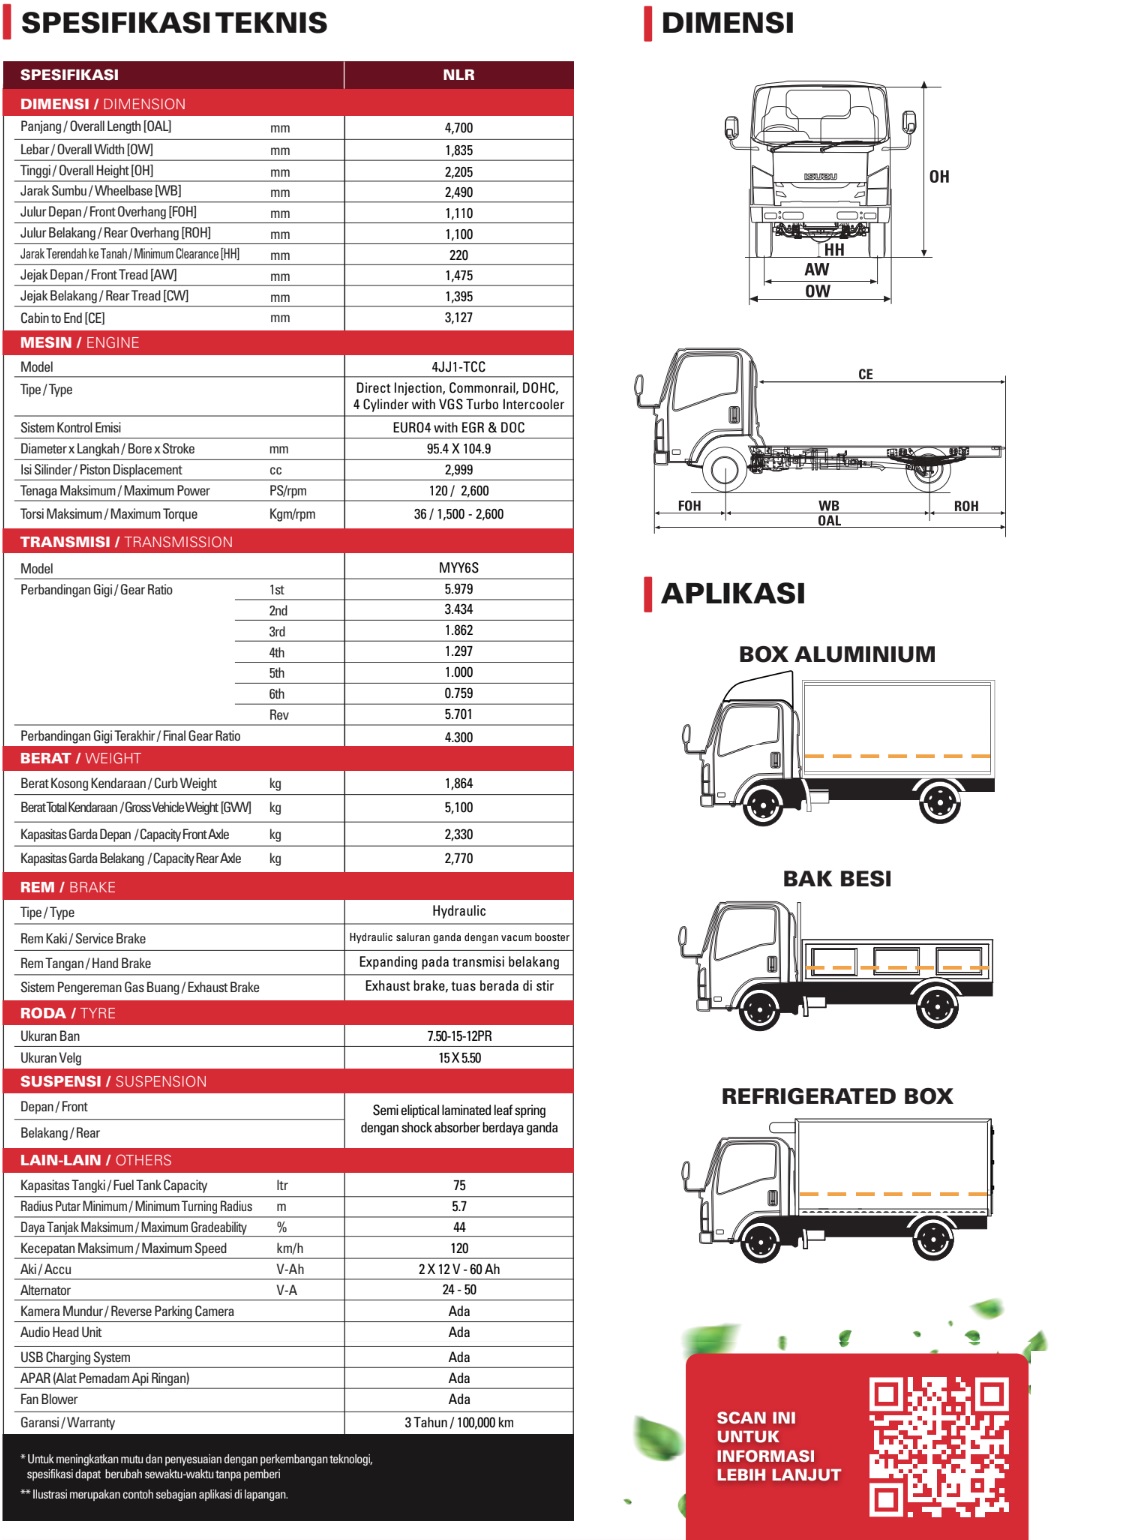 SPESIFIKASI TEKNIS
SPESIFIKASI NLR
DIMENSI / DIMENSION
Panjang / Overall Length [OAL] mm 4,700
Lebar / Overall Width [OW] mm 1,835
Tinggi / Overall Height [OH] mm 2,205
Jarak Sumbu / Wheelbase [WB] mm 2,490
Julur Depan / Front Overhang [FOH] mm 1,110
Julur Belakang / Rear Overhang [ROH] mm 1,100
Jarak Terendah ke Tanah / Minimum Clearance [HH] mm 220
Jejak Depan / Front Tread [AW] mm 1,475
Jejak Belakang / Rear Tread [CW] mm 1,395
Cabin to End [CE] mm 3,127
MESIN / ENGINE
Model 4JJ1-TCC
Tipe / Type Direct Injection, Commonrail, DOHC,
4 Cylinder with VGS Turbo Intercooler
Sistem Kontrol Emisi EURO4 with EGR & DOC
Diameter x Langkah / Bore x Stroke mm 95.4 X 104.9
Isi Silinder / Piston Displacement cc 2,999
Tenaga Maksimum / Maximum Power PS/rpm 120 / 2,600
Torsi Maksimum / Maximum Torque Kgm/rpm 36 / 1,500 - 2,600
TRANSMISI / TRANSMISSION
Model MYY6S
Perbandingan Gigi / Gear Ratio 1st 5.979
2nd 3.434
3rd 1.862
4th 1.297
5th 1.000
6th 0.759
Rev 5.701
Perbandingan Gigi Terakhir / Final Gear Ratio 4.300
BERAT / WEIGHT
Berat Kosong Kendaraan / Curb Weight kg 1,864
Berat Total Kendaraan / Gross Vehicle Weight [GVW] kg 5,100
Kapasitas Garda Depan / Capacity Front Axle kg 2,330
Kapasitas Garda Belakang / Capacity Rear Axle kg 2,770
REM / BRAKE
Tipe / Type Hydraulic
Rem Kaki / Service Brake Hydraulic saluran ganda dengan vacum booster
Rem Tangan / Hand Brake Expanding pada transmisi belakang
Sistem Pengereman Gas Buang / Exhaust Brake Exhaust brake, tuas berada di stir
RODA / TYRE
Ukuran Ban 7.50-15-12PR
Ukuran Velg 15 X 5.50
SUSPENSI / SUSPENSION
Depan / Front Semi eliptical laminated leaf spring
Belakang / Rear dengan shock absorber berdaya ganda
LAIN-LAIN / OTHERS
Kapasitas Tangki / Fuel Tank Capacity ltr 75
Radius Putar Minimum / Minimum Turning Radius m 5.7
Daya Tanjak Maksimum / Maximum Gradeability % 44
Kecepatan Maksimum / Maximum Speed km/h 120
Aki / Accu V-Ah 2 X 12 V - 60 Ah
Alternator V-A 24 - 50
Kamera Mundur / Reverse Parking Camera Ada
Audio Head Unit Ada
USB Charging System Ada
APAR (Alat Pemadam Api Ringan) Ada
Fan Blower Ada
Garansi / Warranty 3 Tahun / 100,000 km
* Untuk meningkatkan mutu dan penyesuaian dengan perkembangan teknologi,
spesifikasi dapat berubah sewaktu-waktu tanpa pemberi
** Ilustrasi merupakan contoh sebagian aplikasi di lapangan.
DIMENSI
ISUZU
OH
HH
AW
OW
CE
FOH WB ROH
OAL
APLIKASI
BOX ALUMINIUM
BAK BESI
REFRIGERATED BOX
SCAN INI
UNTUK
INFORMASI
LEBIH LANJUT